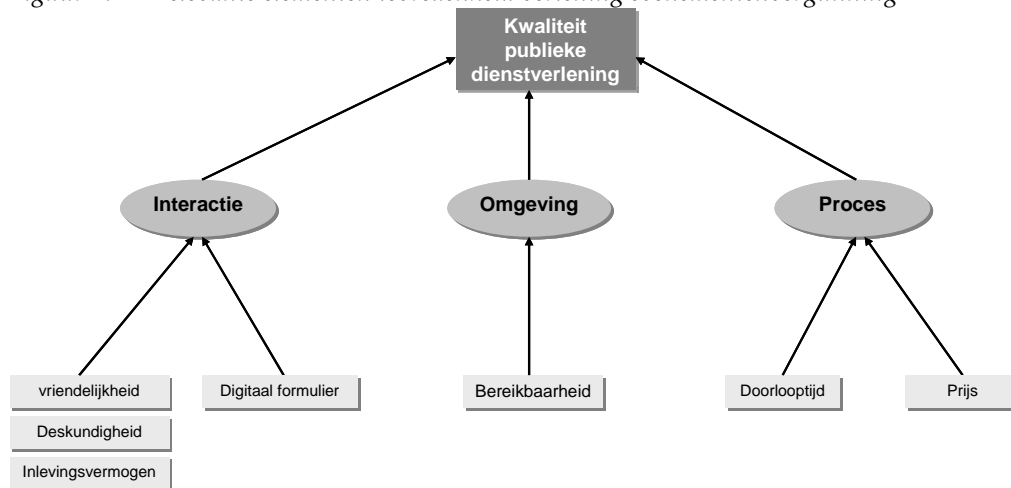 Kwaliteit
publieke
dienstverlening
Interactie
Omgeving
Proces
vriendelijkheid
Digitaal formulier
Bereikbaarheid
Doorlooptijd
Prijs
Deskundigheid
Inlevingsvermogen